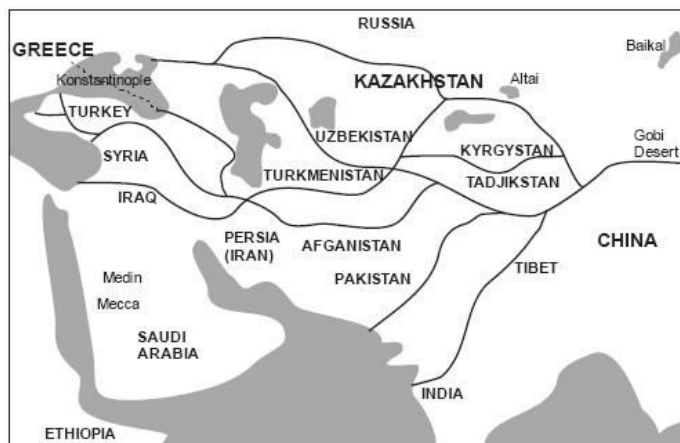 RUSSIA
GREECE
Baikal
Konstantinople
KAZAKHSTAN
Altai
TURKEY
UZBEKISTAN
Gobi
Desert
SYRIA
KYRGYSTAN
TURKMENISTAN
TADJIKSTAN
IRAQ
PERSIA
(IRAN)
AFGANISTAN
CHINA
PAKISTAN
TIBET
Medin
Mecca
SAUDI
ARABIA
INDIA
ETHIOPIA